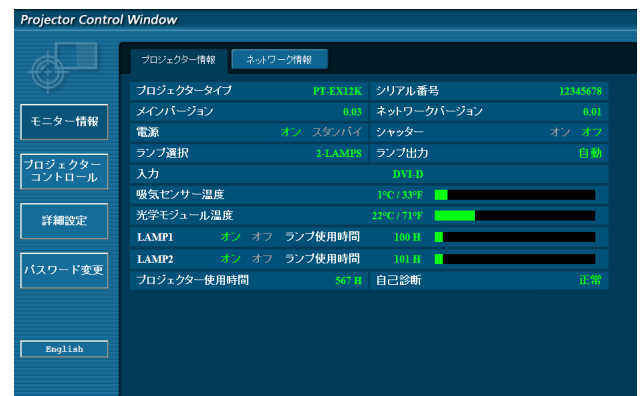 Projector Control Window
プロジェクター情報 ネットワーク情報
モニター情報
プロジェクター
コントロール
詳細設定
パスワード変更
English
プロジェクタータイプ PT-EX12K シリアル番号 12345678
メインバージョン 0.03 ネットワークバージョン 0.01
電源 オン スタンバイ シャッター オン オフ
ランプ選択 2-LAMPS ランプ出力 自動
入力 DVI-D
吸気センサー温度 1°C / 33°F
光学モジュール温度 22°C / 71°F
LAMP1 オン オフ ランプ使用時間 100 H
LAMP2 オン オフ ランプ使用時間 101 H
プロジェクター使用時間 567 H 自己診断 正常